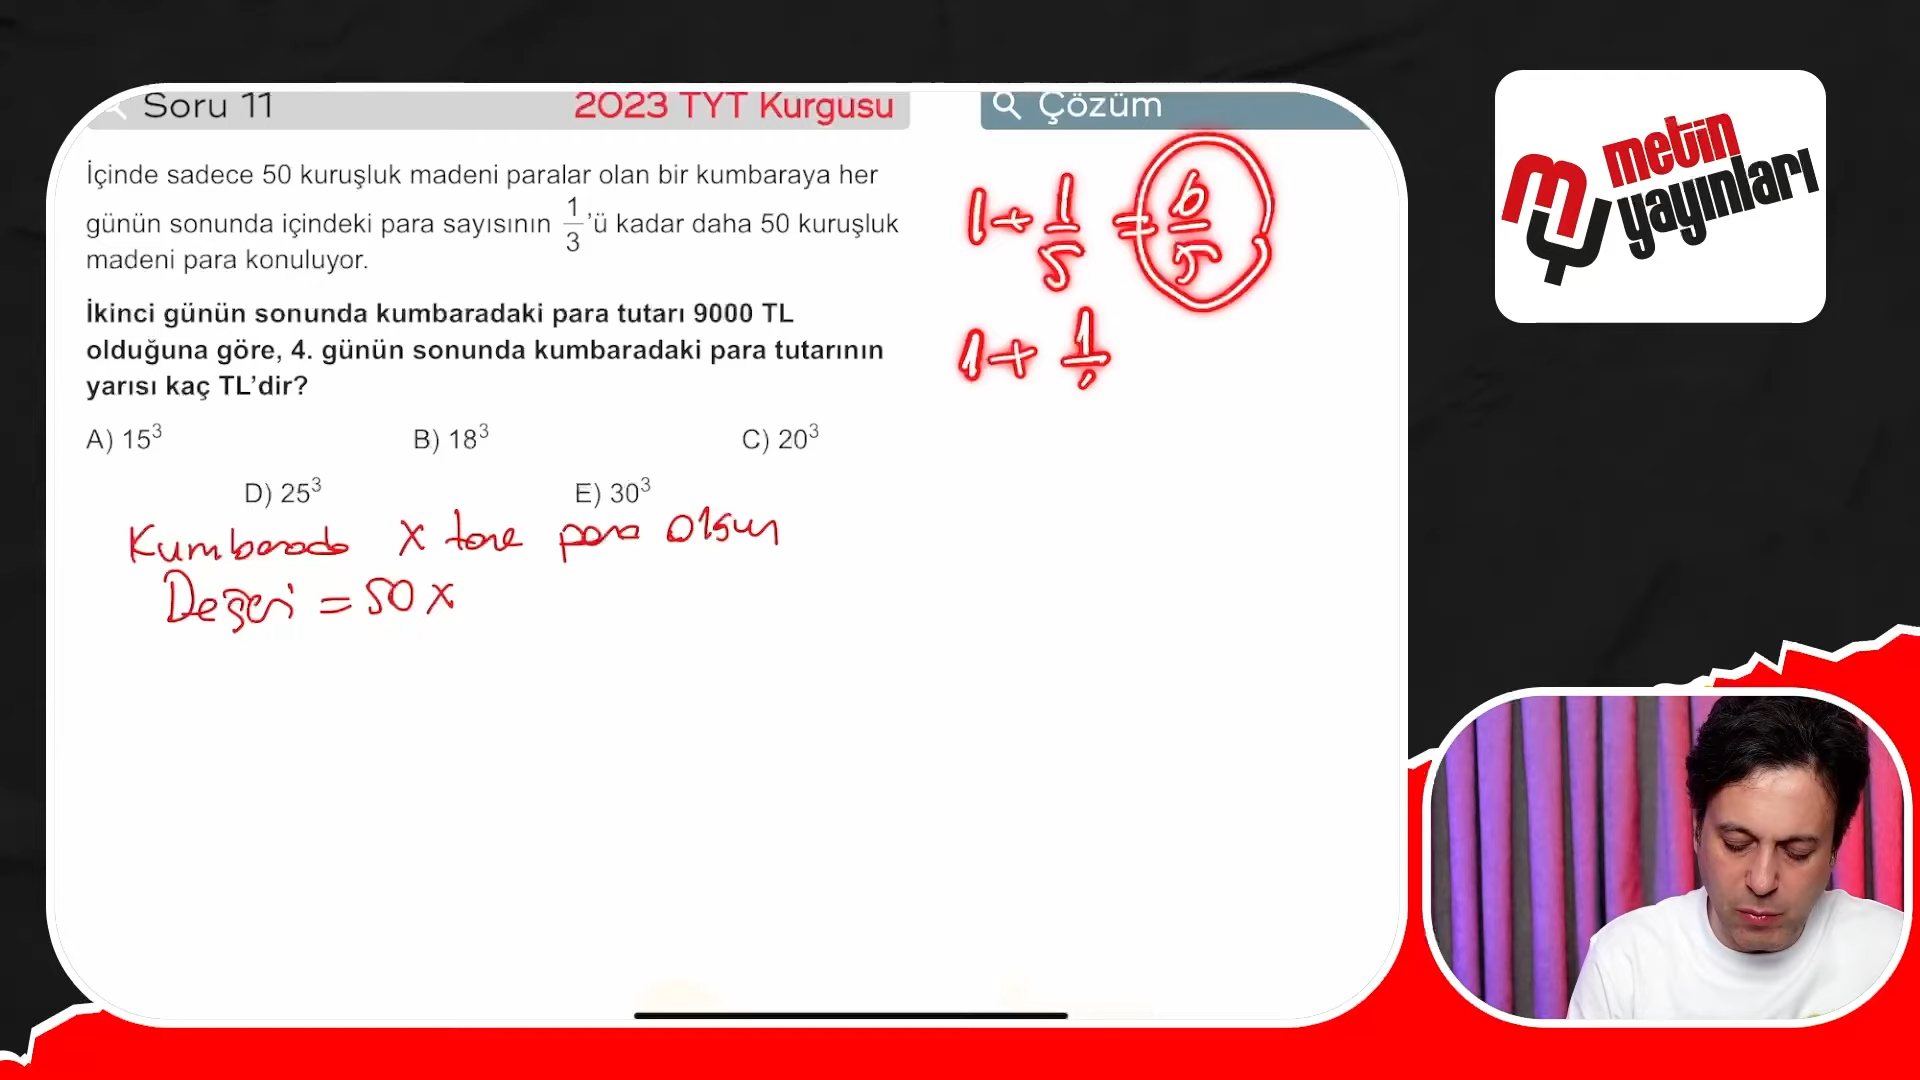 Soru 11
2023 TYT Kurgusu
Çözüm
İçinde sadece 50 kuruşluk madeni paralar olan bir kumbaraya her
günün sonunda içindeki para sayısının 1/3'ü kadar daha 50 kuruşluk
madeni para konuluyor.
İkinci günün sonunda kumbaradaki para tutarı 9000 TL
olduğuna göre, 4. günün sonunda kumbaradaki para tutarının
yarısı kaç TL'dir?
A) 15³ B) 18³ C) 20³
D) 25³ E) 30³
Kumbarada x tane para olsun
Değeri = 50x
1+ 1/5 = 6/5
1+ 1/
metin
yayınları